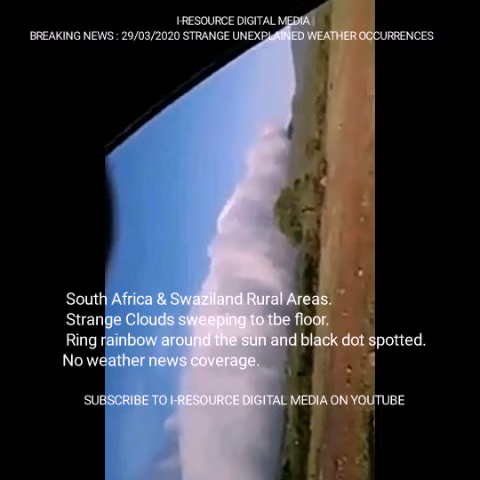 I-RESOURCE DIGITAL MEDIA
BREAKING NEWS : 29/03/2020 STRANGE UNEXPLAINED WEATHER OCCURRENCES
South Africa & Swaziland Rural Areas.
Strange Clouds sweeping to tbe floor.
Ring rainbow around the sun and black dot spotted.
No weather news coverage.
SUBSCRIBE TO I-RESOURCE DIGITAL MEDIA ON YOUTUBE